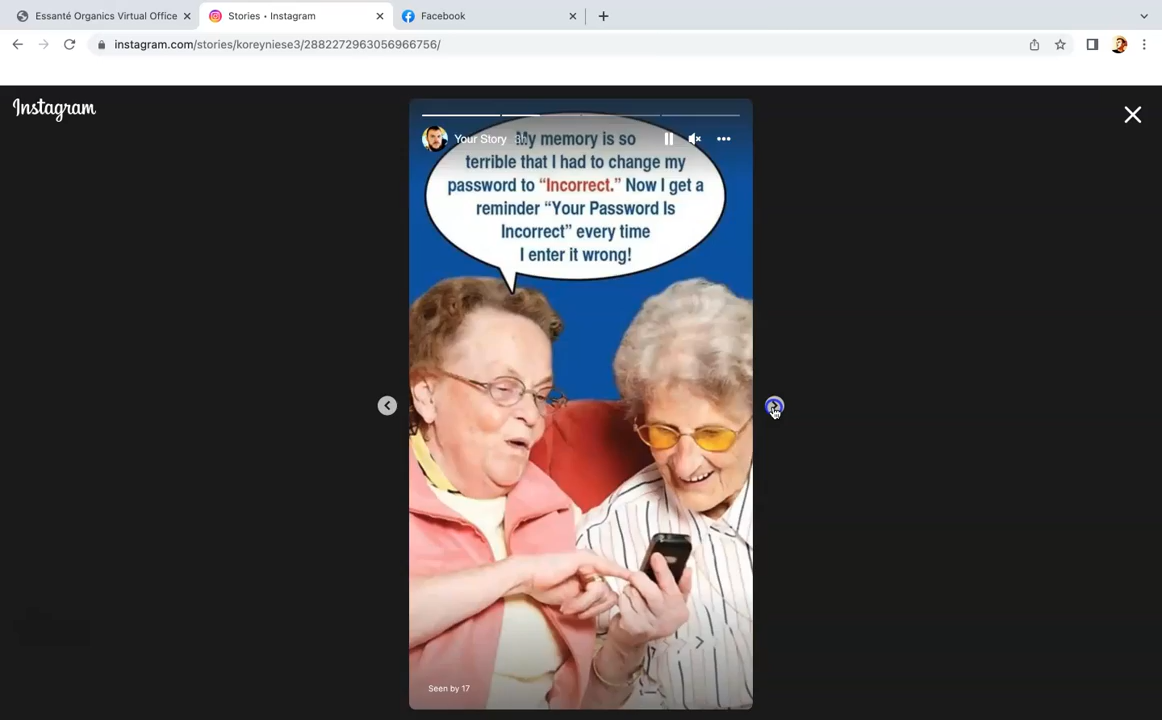 Essanté Organics Virtual Office
Stories • Instagram
Facebook
instagram.com/stories/koreyniese3/2882272963056966756/
Instagram
Your Story
My memory is so
terrible that I had to change my
password to “Incorrect.” Now I get a
reminder “Your Password Is
Incorrect” every time
I enter it wrong!
Seen by 17